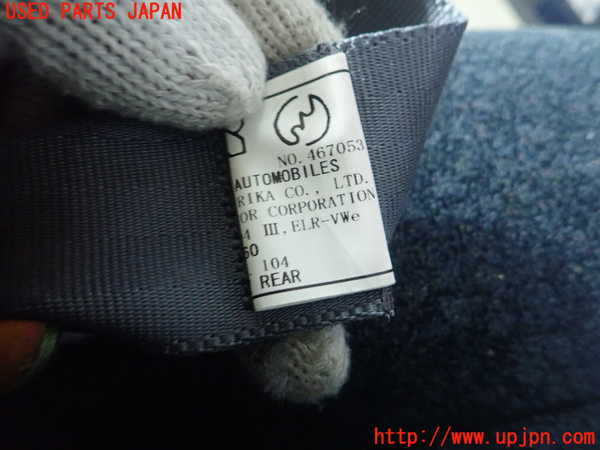 USED PARTS JAPAN
NO. 467053
AUTOMOBILES
RIKA CO., LTD.
OR CORPORATION
4 III, ELR-VWe
60
104
REAR
http://www.upjpn.com/